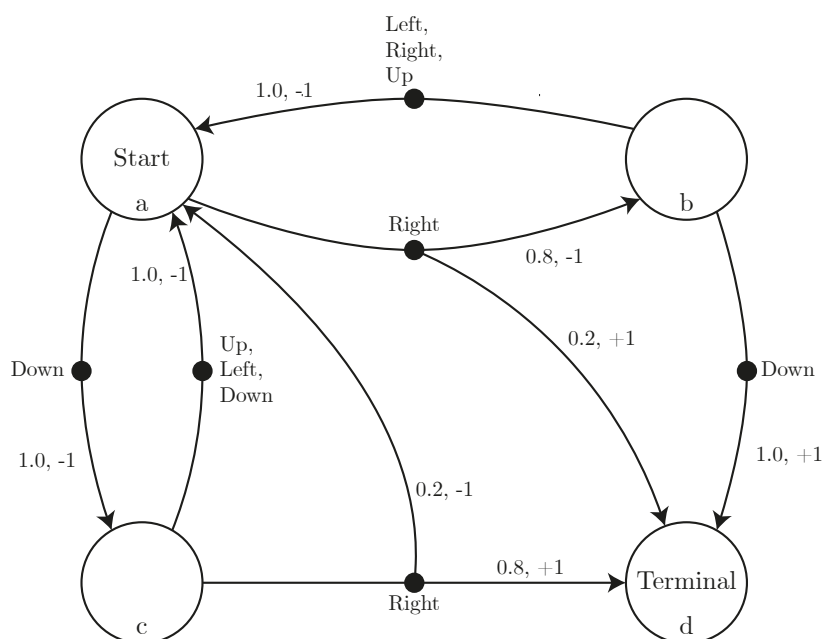 Left,
Right,
Up
1.0, -1
Start
a
b
Right
0.8, -1
1.0, -1
0.2, +1
Up,
Left,
Down
Down
Down
1.0, -1
1.0, +1
0.2, -1
0.8, +1
Terminal
Right
c
d